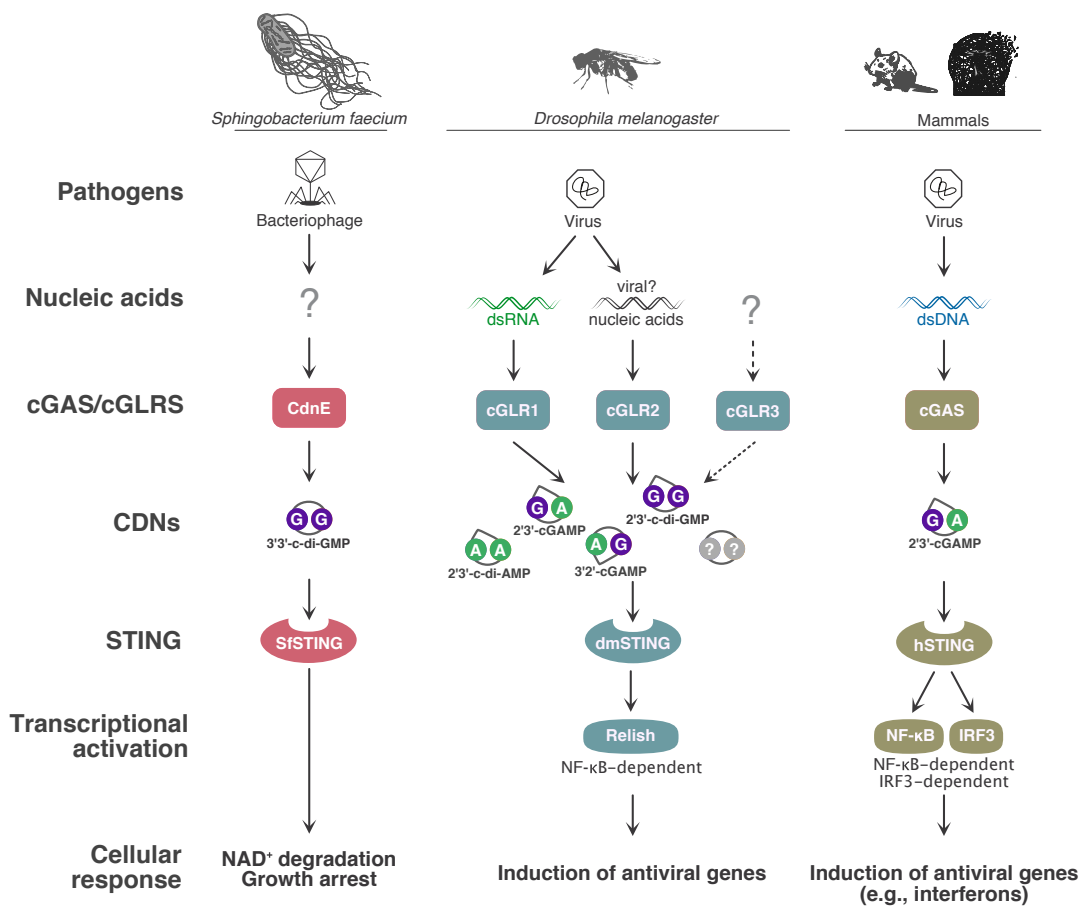 Sphingobacterium faecium
Drosophila melanogaster
Mammals
Pathogens
Bacteriophage
Virus
Virus
Nucleic acids
?
dsRNA
viral?
nucleic acids
?
dsDNA
cGAS/cGLRS
CdnE
cGLR1
cGLR2
cGLR3
cGAS
CDNs
G G
3'3'-c-di-GMP
G A
2'3'-cGAMP
G G
2'3'-c-di-GMP
A A
2'3'-c-di-AMP
A G
3'2'-cGAMP
? ?
G A
2'3'-cGAMP
STING
SfSTING
dmSTING
hSTING
Transcriptional
activation
Relish
NF-κB–dependent
NF-κB
IRF3
NF-κB–dependent
IRF3–dependent
Cellular
response
NAD⁺ degradation
Growth arrest
Induction of antiviral genes
Induction of antiviral genes
(e.g., interferons)